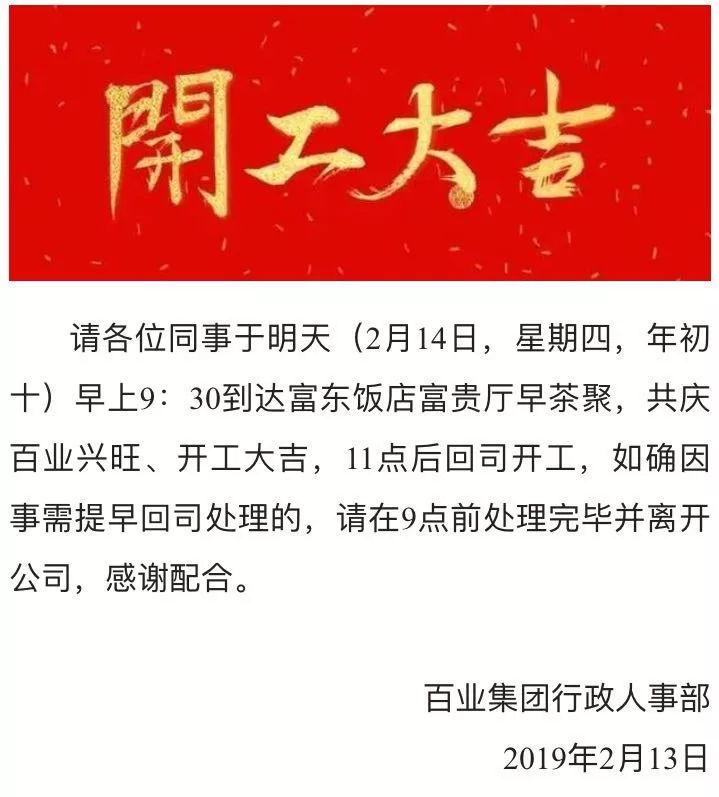 開工大吉
请各位同事于明天（2月14日，星期四，年初
十）早上9：30到达富东饭店富贵厅早茶聚，共庆
百业兴旺、开工大吉，11点后回司开工，如确因
事需提早回司处理的，请在9点前处理完毕并离开
公司，感谢配合。
百业集团行政人事部
2019年2月13日